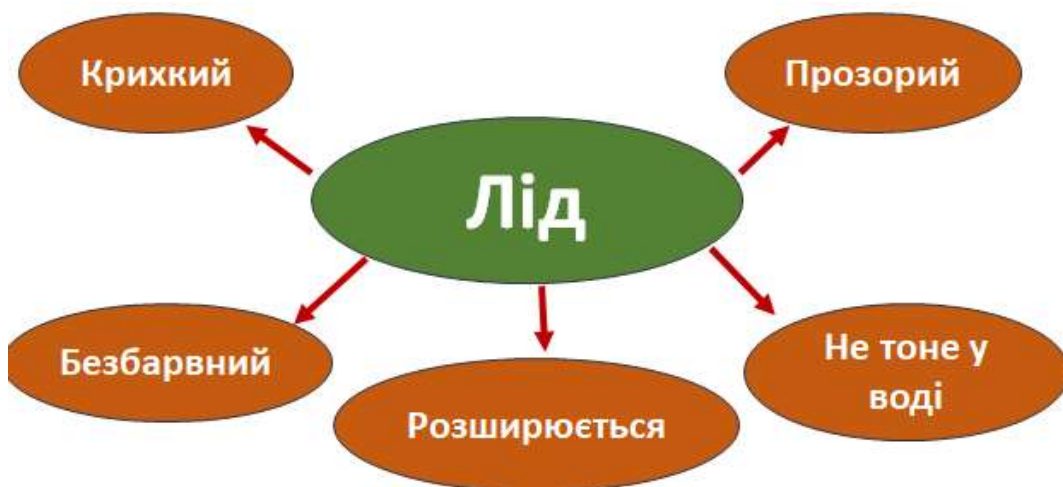 Крихкий
Прозорий
Лід
Безбарвний
Розширюється
Не тоне у
воді